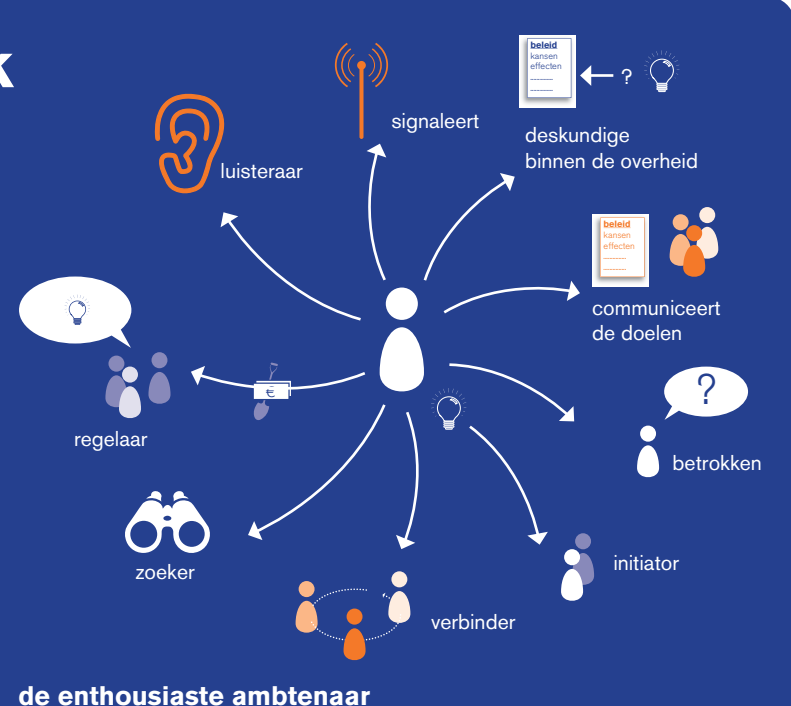 k
beleid
kansen
effecten
?
signaleert
deskundige
binnen de overheid
luisteraar
beleid
kansen
effecten
communiceert
de doelen
€
?
regelaar
betrokken
zoeker
initiator
verbinder
de enthousiaste ambtenaar